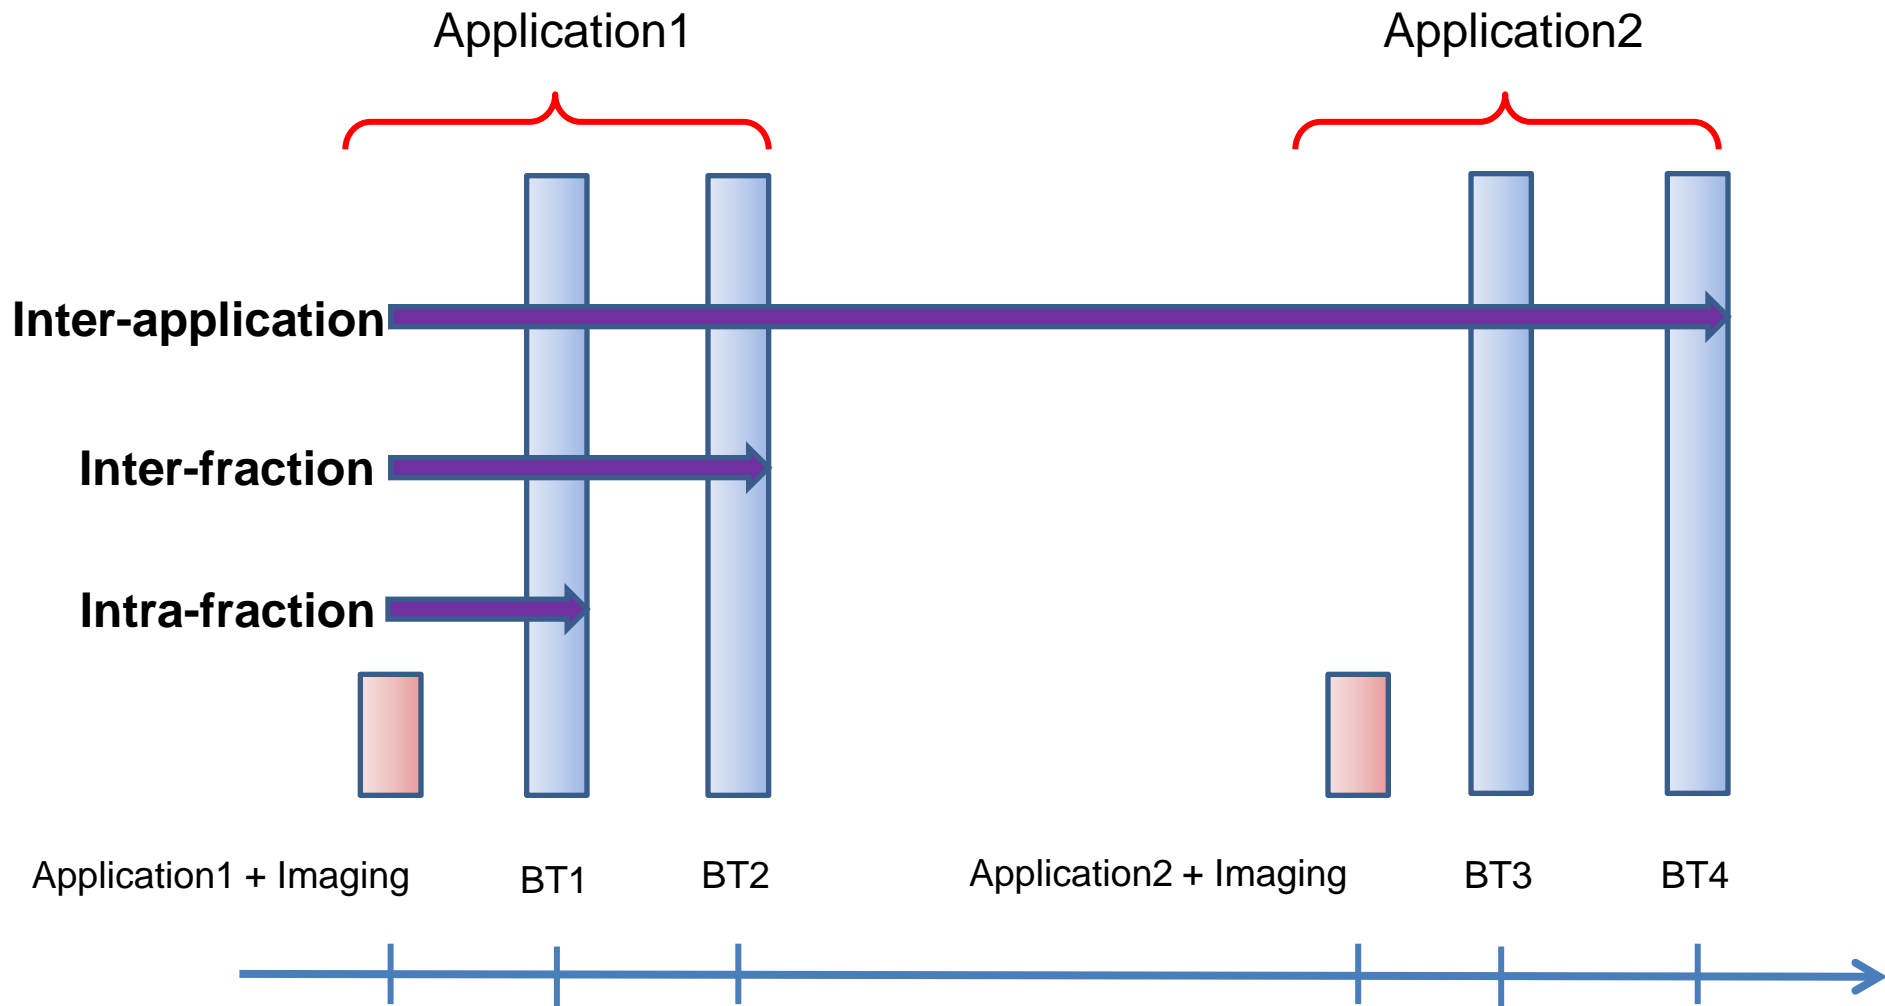 Application1
Application2
Inter-application
Inter-fraction
Intra-fraction
Application1 + Imaging
BT1
BT2
Application2 + Imaging
BT3
BT4